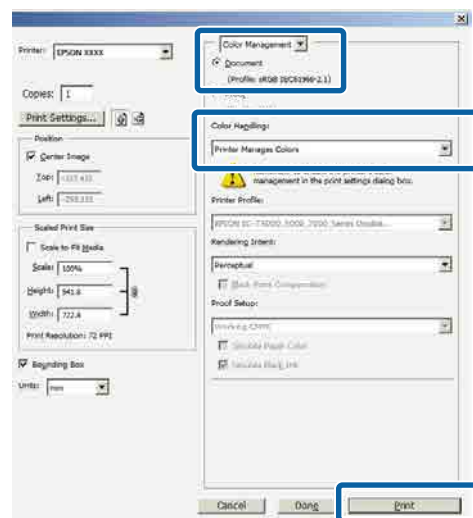 Printer: EPSON XXXX
Copies: 1
Print Settings...
Position
Center Image
Top:
Left:
Scaled Print Size
Scale to Fit Media
Scale: 100%
Height: 941.6
Width: 722.4
Print Resolution: 72 PPI
Bounding Box
Units: mm
Color Management
Document
(Profile: sRGB IEC61966-2.1)
Color Handling:
Printer Manages Colors
management in the print settings dialog box.
Printer Profile:
Rendering Intent:
Perceptual
Black Point Compensation
Proof Setup:
Working CMYK
Simulate Paper Color
Simulate Black Ink
Cancel
Done
Print